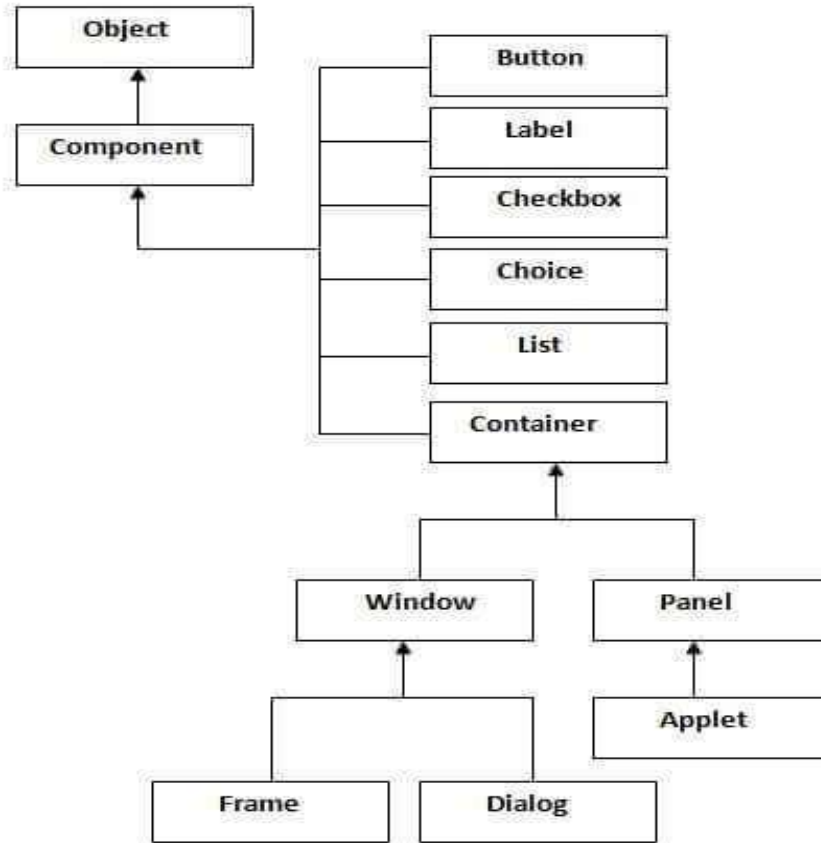 Object
Button
Label
Component
Checkbox
Choice
List
Container
Window
Panel
Applet
Frame
Dialog